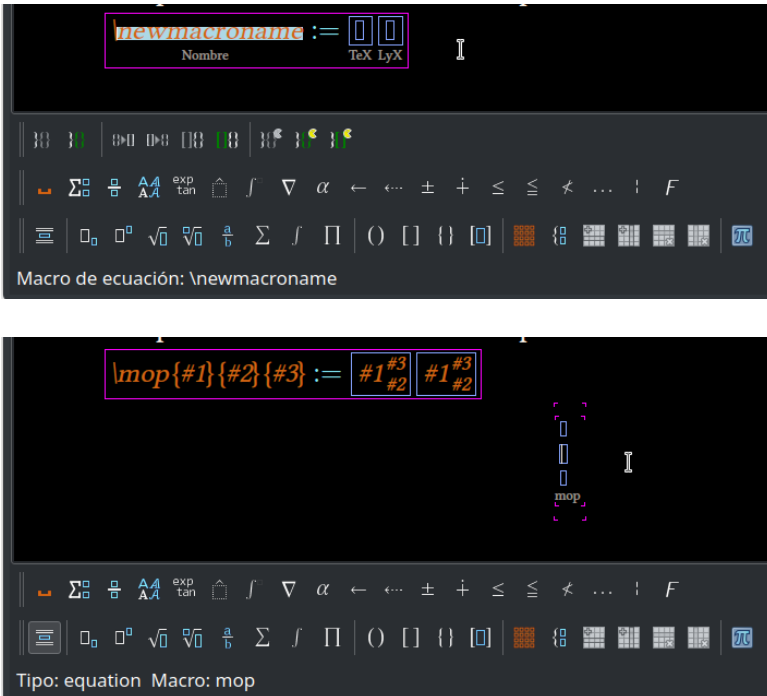 \newmacroname := 
Nombre TeX LyX
exp
tan
∇ α ← ⇠ ± ∔ ≤ ≦ ≮ … ¦ F
a
b
Σ ∫ Π () [] {} [▯] π
Macro de ecuación: \newmacroname
\mop{#1}{#2}{#3} := #1#3#2 #1#3#2
mop
exp
tan
∇ α ← ⇠ ± ∔ ≤ ≦ ≮ … ¦ F
a
b
Σ ∫ Π () [] {} [▯] π
Tipo: equation Macro: mop